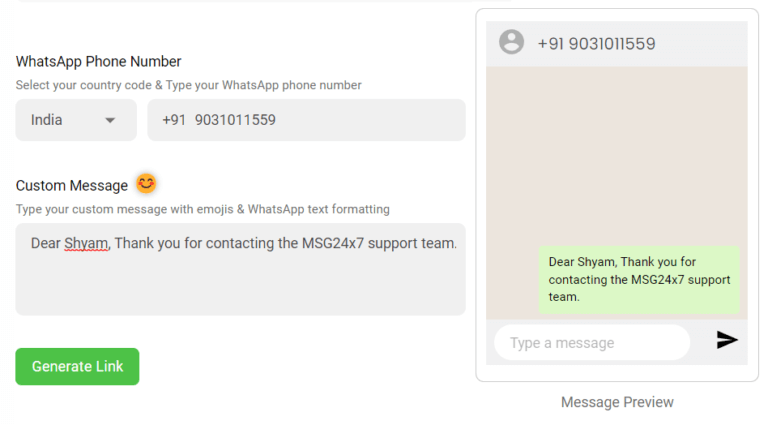 WhatsApp Phone Number
Select your country code & Type your WhatsApp phone number
India
+91 9031011559
Custom Message 😊
Type your custom message with emojis & WhatsApp text formatting
Dear Shyam, Thank you for contacting the MSG24x7 support team.
Generate Link
+91 9031011559
Dear Shyam, Thank you for
contacting the MSG24x7 support
team.
Type a message
Message Preview